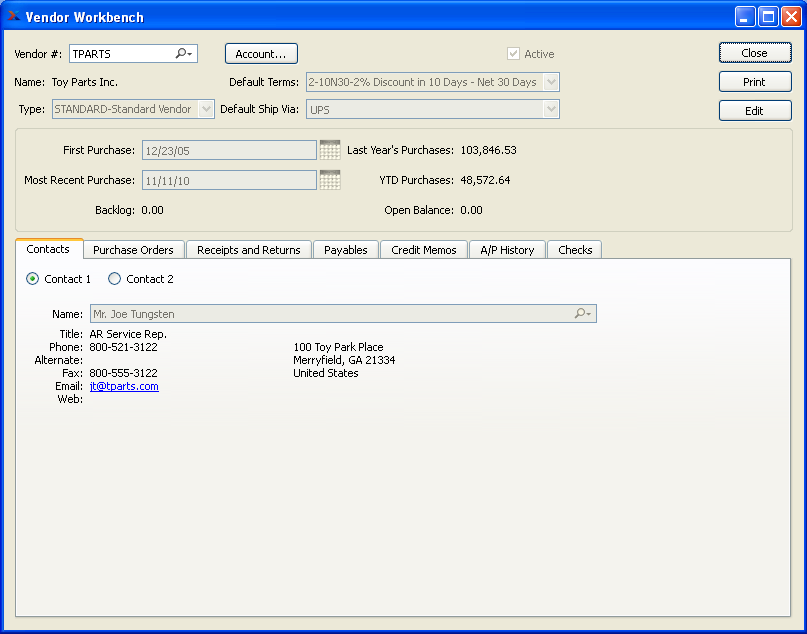 Vendor Workbench
Vendor #: TPARTS Account... Active Close
Name: Toy Parts Inc. Default Terms: 2-10N30-2% Discount in 10 Days - Net 30 Days Print
Type: STANDARD-Standard Vendor Default Ship Via: UPS Edit
First Purchase: 12/23/05 Last Year's Purchases: 103,846.53
Most Recent Purchase: 11/11/10 YTD Purchases: 48,572.64
Backlog: 0.00 Open Balance: 0.00
Contacts Purchase Orders Receipts and Returns Payables Credit Memos A/P History Checks
Contact 1 Contact 2
Name: Mr. Joe Tungsten
Title: AR Service Rep.
Phone: 800-521-3122 100 Toy Park Place
Alternate: Merryfield, GA 21334
Fax: 800-555-3122 United States
Email: jt@tparts.com
Web: